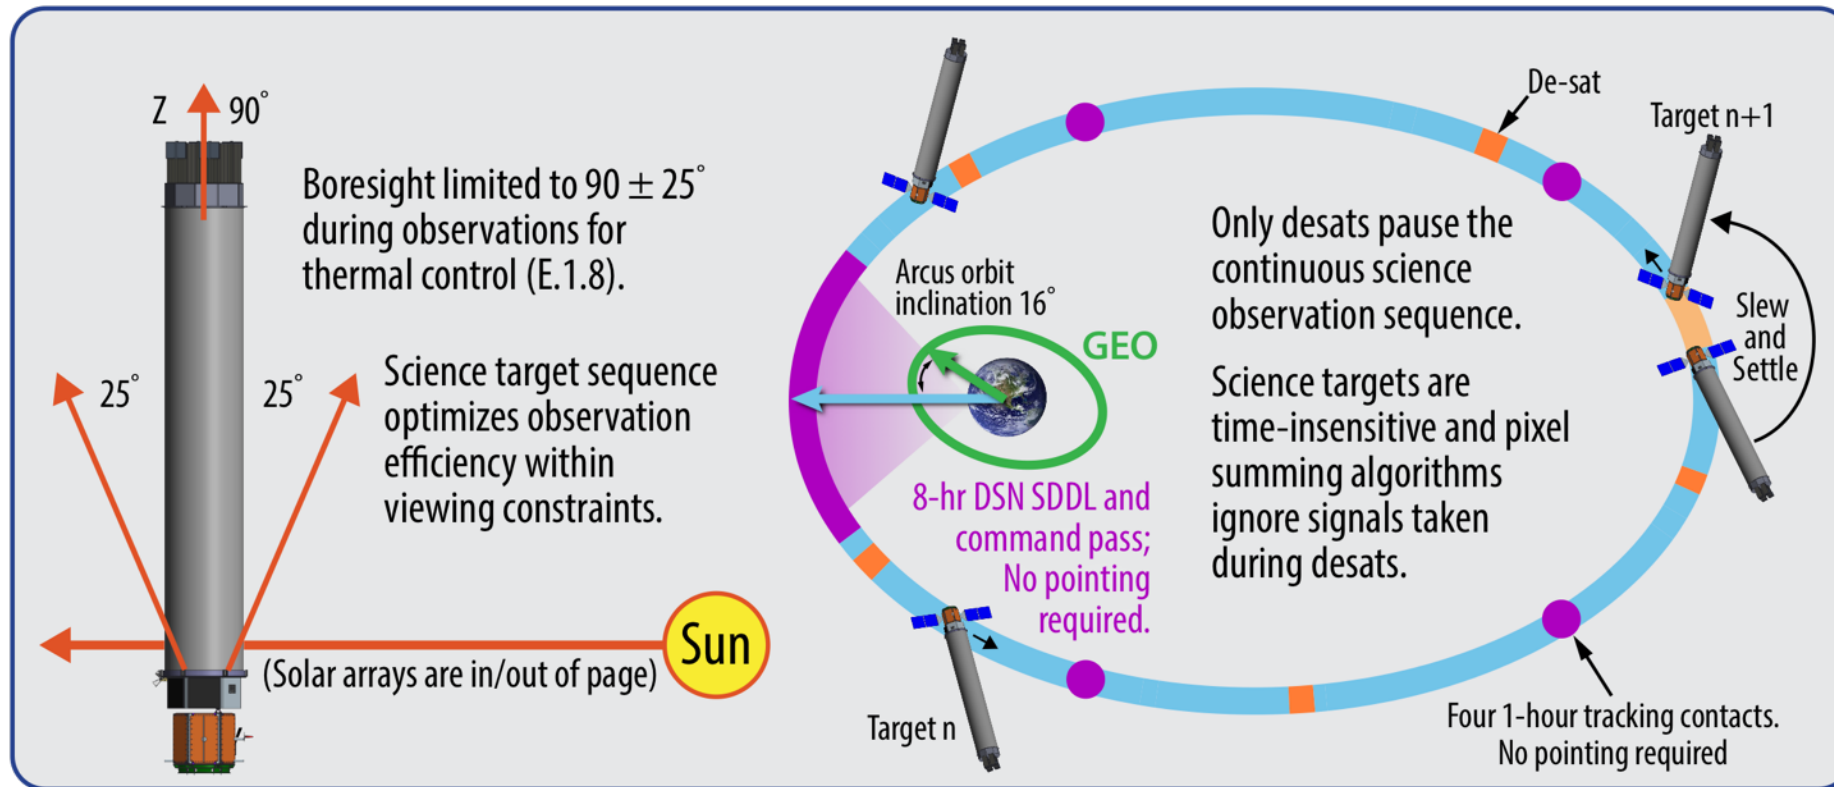 Z
90°
Boresight limited to 90 ± 25°
during observations for
thermal control (E.1.8).
25°
25°
Science target sequence
optimizes observation
efficiency within
viewing constraints.
Sun
(Solar arrays are in/out of page)
De-sat
Target n+1
Arcus orbit
inclination 16°
GEO
Only desats pause the
continuous science
observation sequence.
Science targets are
time-insensitive and pixel
summing algorithms
ignore signals taken
during desats.
Slew
and
Settle
8-hr DSN SDDL and
command pass;
No pointing
required.
Target n
Four 1-hour tracking contacts.
No pointing required